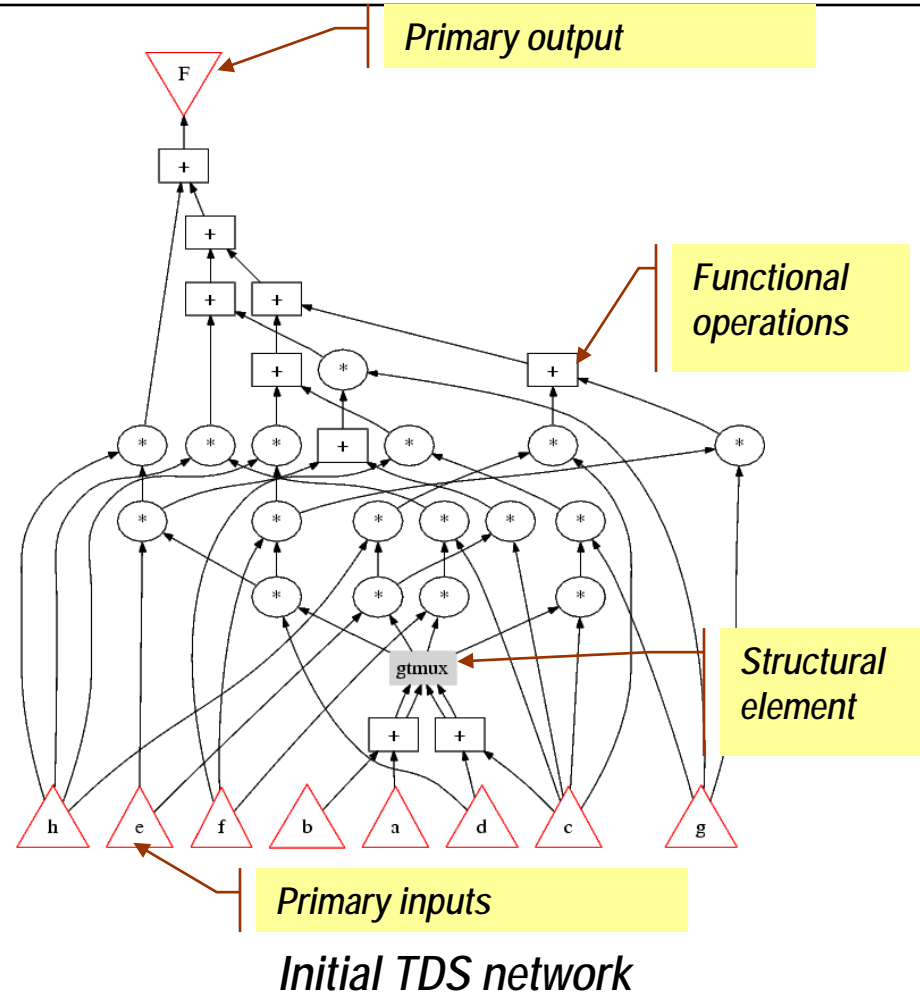 Primary output
F
+
+
+ +
Functional
operations
+ * +
* * * + * * *
* * * * * *
* * * *
gtmux
Structural
element
+ +
h e f b a d c g
Primary inputs
Initial TDS network